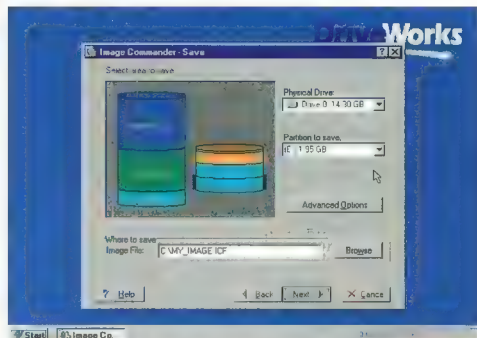 DriveWorks
Image Commander - Save
Select area to save
Physical Drive:
Drive 0 14.30 GB
Partition to save:
1.95 GB
Advanced Options
Where to save
Image File:
C:\MY_IMAGE.ICF
Browse
? Help
Back
Next
Cancel
Start
Image Co...